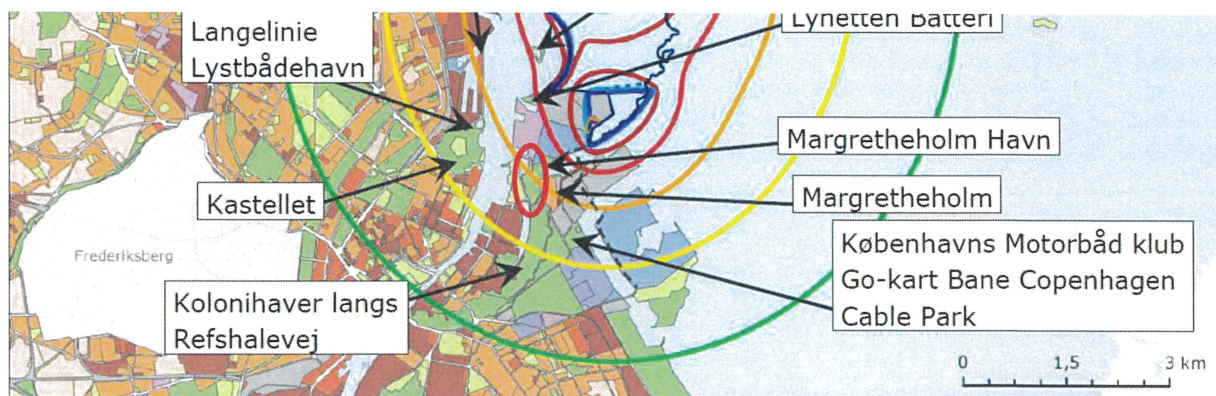 Lynetten Batteri
Langelinie
Lystbådehavn
Margretheholm Havn
Kastellet
Margretheholm
Frederiksberg
Københavns Motorbåd klub
Go-kart Bane Copenhagen
Cable Park
Kolonihaver langs
Refshalevej
0 1,5 3 km